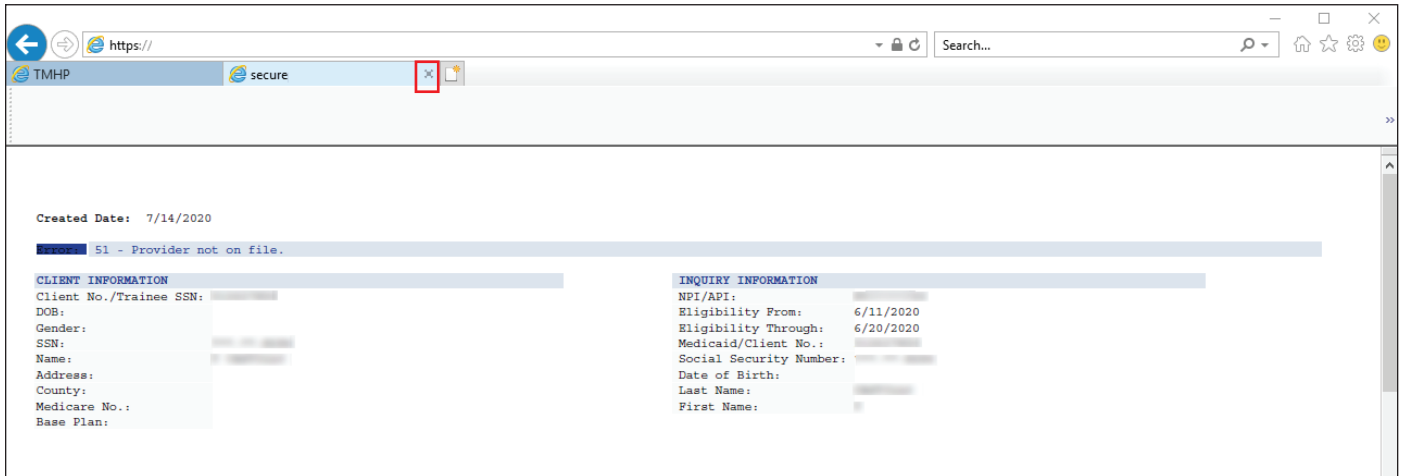 https://
Search...
TMHP
secure
Created Date: 7/14/2020
Error: 51 - Provider not on file.
CLIENT INFORMATION
Client No./Trainee SSN:
DOB:
Gender:
SSN:
Name:
Address:
County:
Medicare No.:
Base Plan:
INQUIRY INFORMATION
NPI/API:
Eligibility From: 6/11/2020
Eligibility Through: 6/20/2020
Medicaid/Client No.:
Social Security Number:
Date of Birth:
Last Name:
First Name: